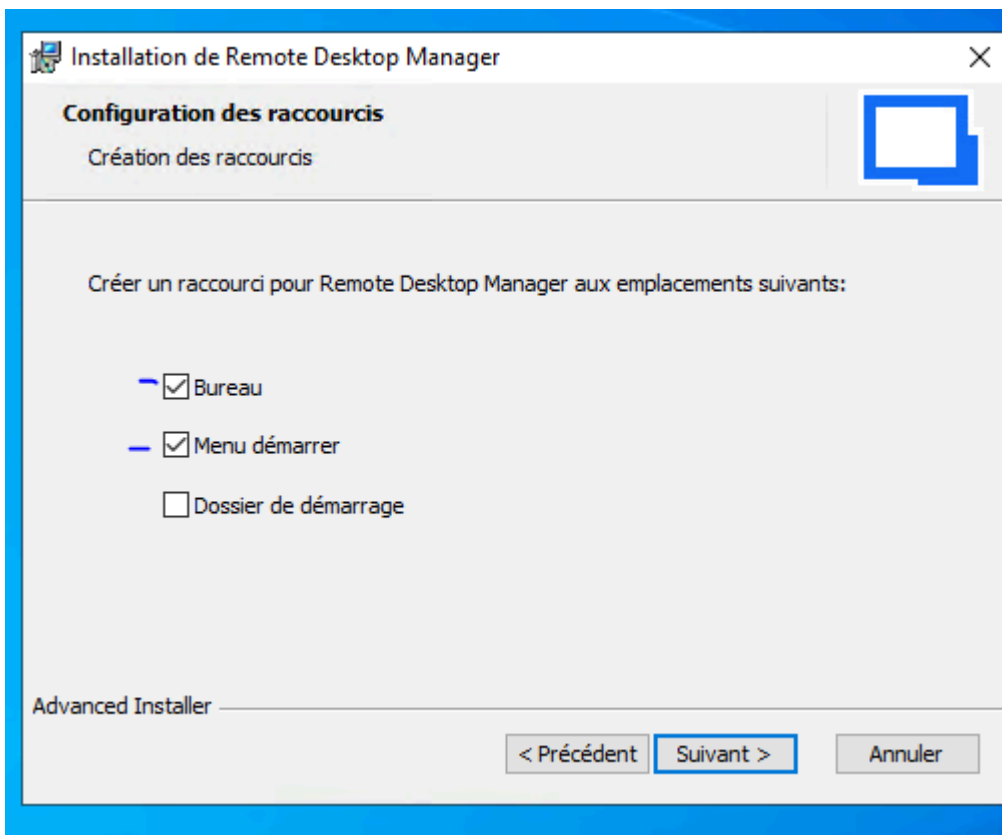 Installation de Remote Desktop Manager
Configuration des raccourcis
Création des raccourcis
Créer un raccourci pour Remote Desktop Manager aux emplacements suivants:
Bureau
Menu démarrer
Dossier de démarrage
Advanced Installer
< Précédent
Suivant >
Annuler